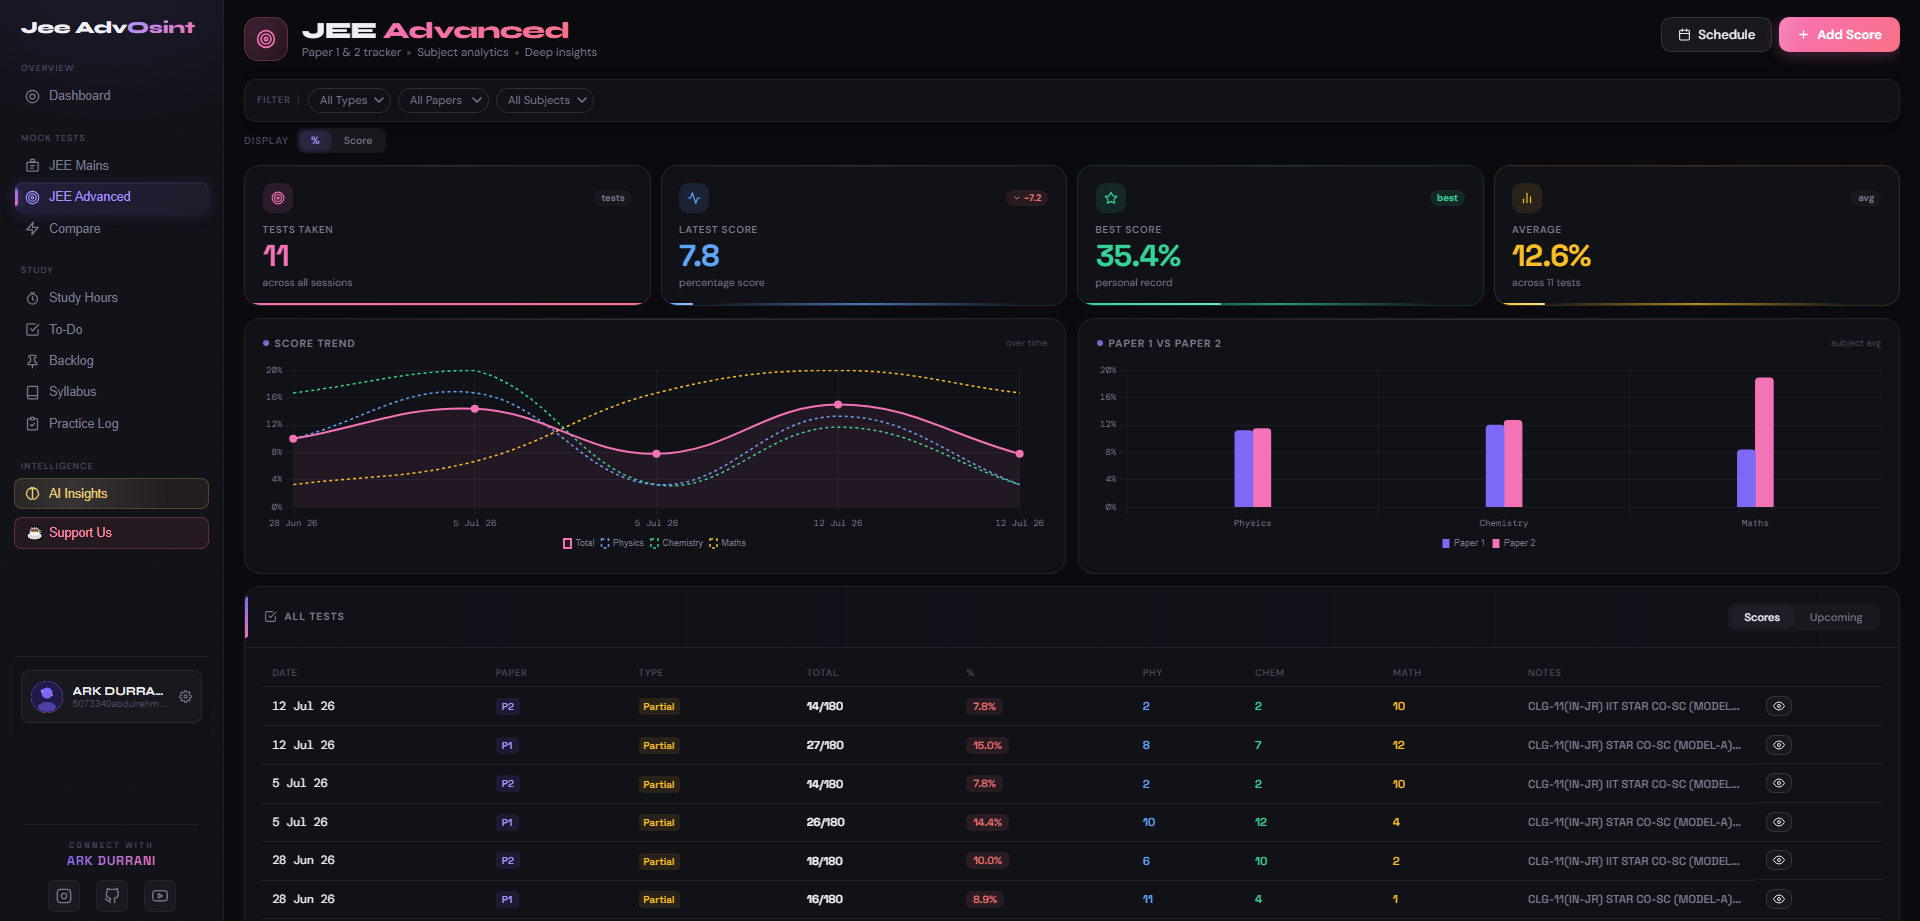 Jee AdvOsint
OVERVIEW
Dashboard
MOCK TESTS
JEE Mains
JEE Advanced
Compare
STUDY
Study Hours
To-Do
Backlog
Syllabus
Practice Log
INTELLIGENCE
AI Insights
Support Us
ARK DURRA...
5073340abdulrehm...
CONNECT WITH
ARK DURRANI
JEE Advanced
Paper 1 & 2 tracker • Subject analytics • Deep insights
Schedule
+ Add Score
FILTER All Types All Papers All Subjects
DISPLAY % Score
tests
TESTS TAKEN
11
across all sessions
-7.2
LATEST SCORE
7.8
percentage score
best
BEST SCORE
35.4%
personal record
avg
AVERAGE
12.6%
across 11 tests
SCORE TREND over time
20%
16%
12%
8%
4%
0%
28 Jun 26 5 Jul 26 5 Jul 26 12 Jul 26 12 Jul 26
Total Physics Chemistry Maths
PAPER 1 VS PAPER 2 subject avg
20%
16%
12%
8%
4%
0%
Physics Chemistry Maths
Paper 1 Paper 2
ALL TESTS Scores Upcoming
DATE PAPER TYPE TOTAL % PHY CHEM MATH NOTES
12 Jul 26 P2 Partial 14/180 7.8% 2 2 10 CLG-11(IN-JR) IIT STAR CO-SC (MODEL...
12 Jul 26 P1 Partial 27/180 15.0% 8 7 12 CLG-11(IN-JR) STAR CO-SC (MODEL-A)...
5 Jul 26 P2 Partial 14/180 7.8% 2 2 10 CLG-11(IN-JR) IIT STAR CO-SC (MODEL...
5 Jul 26 P1 Partial 26/180 14.4% 10 12 4 CLG-11(IN-JR) STAR CO-SC (MODEL-A)...
28 Jun 26 P2 Partial 18/180 10.0% 6 10 2 CLG-11(IN-JR) IIT STAR CO-SC (MODEL...
28 Jun 26 P1 Partial 16/180 8.9% 11 4 1 CLG-11(IN-JR) STAR CO-SC (MODEL-A)...